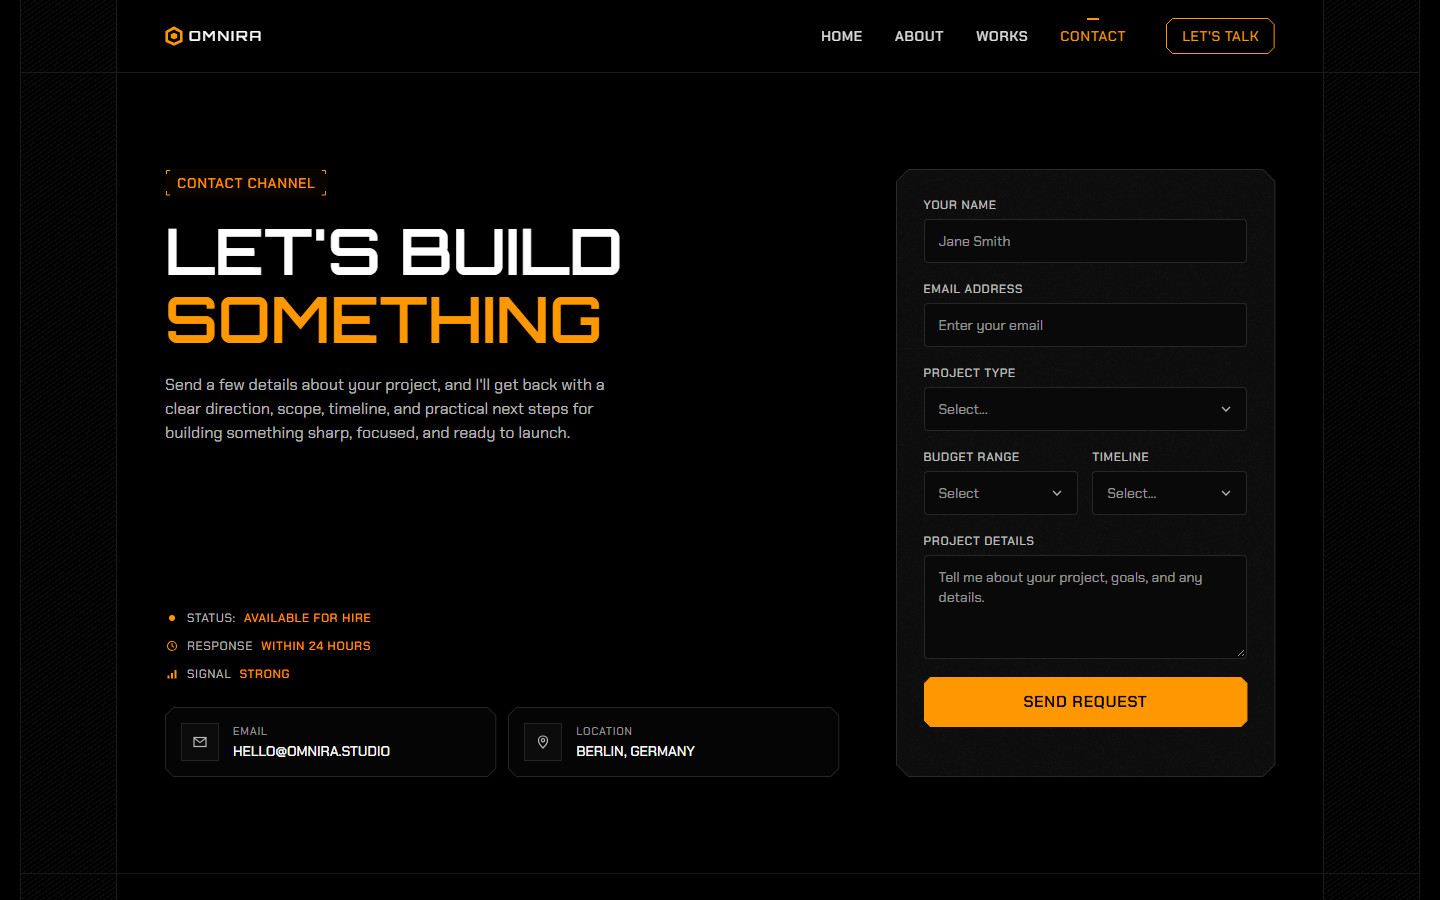 OMNIRA
HOME
ABOUT
WORKS
CONTACT
LET'S TALK
CONTACT CHANNEL
LET'S BUILD
SOMETHING
Send a few details about your project, and I'll get back with a
clear direction, scope, timeline, and practical next steps for
building something sharp, focused, and ready to launch.
STATUS: AVAILABLE FOR HIRE
RESPONSE WITHIN 24 HOURS
SIGNAL STRONG
EMAIL
HELLO@OMNIRA.STUDIO
LOCATION
BERLIN, GERMANY
YOUR NAME
Jane Smith
EMAIL ADDRESS
Enter your email
PROJECT TYPE
Select...
BUDGET RANGE
Select
TIMELINE
Select...
PROJECT DETAILS
Tell me about your project, goals, and any
details.
SEND REQUEST